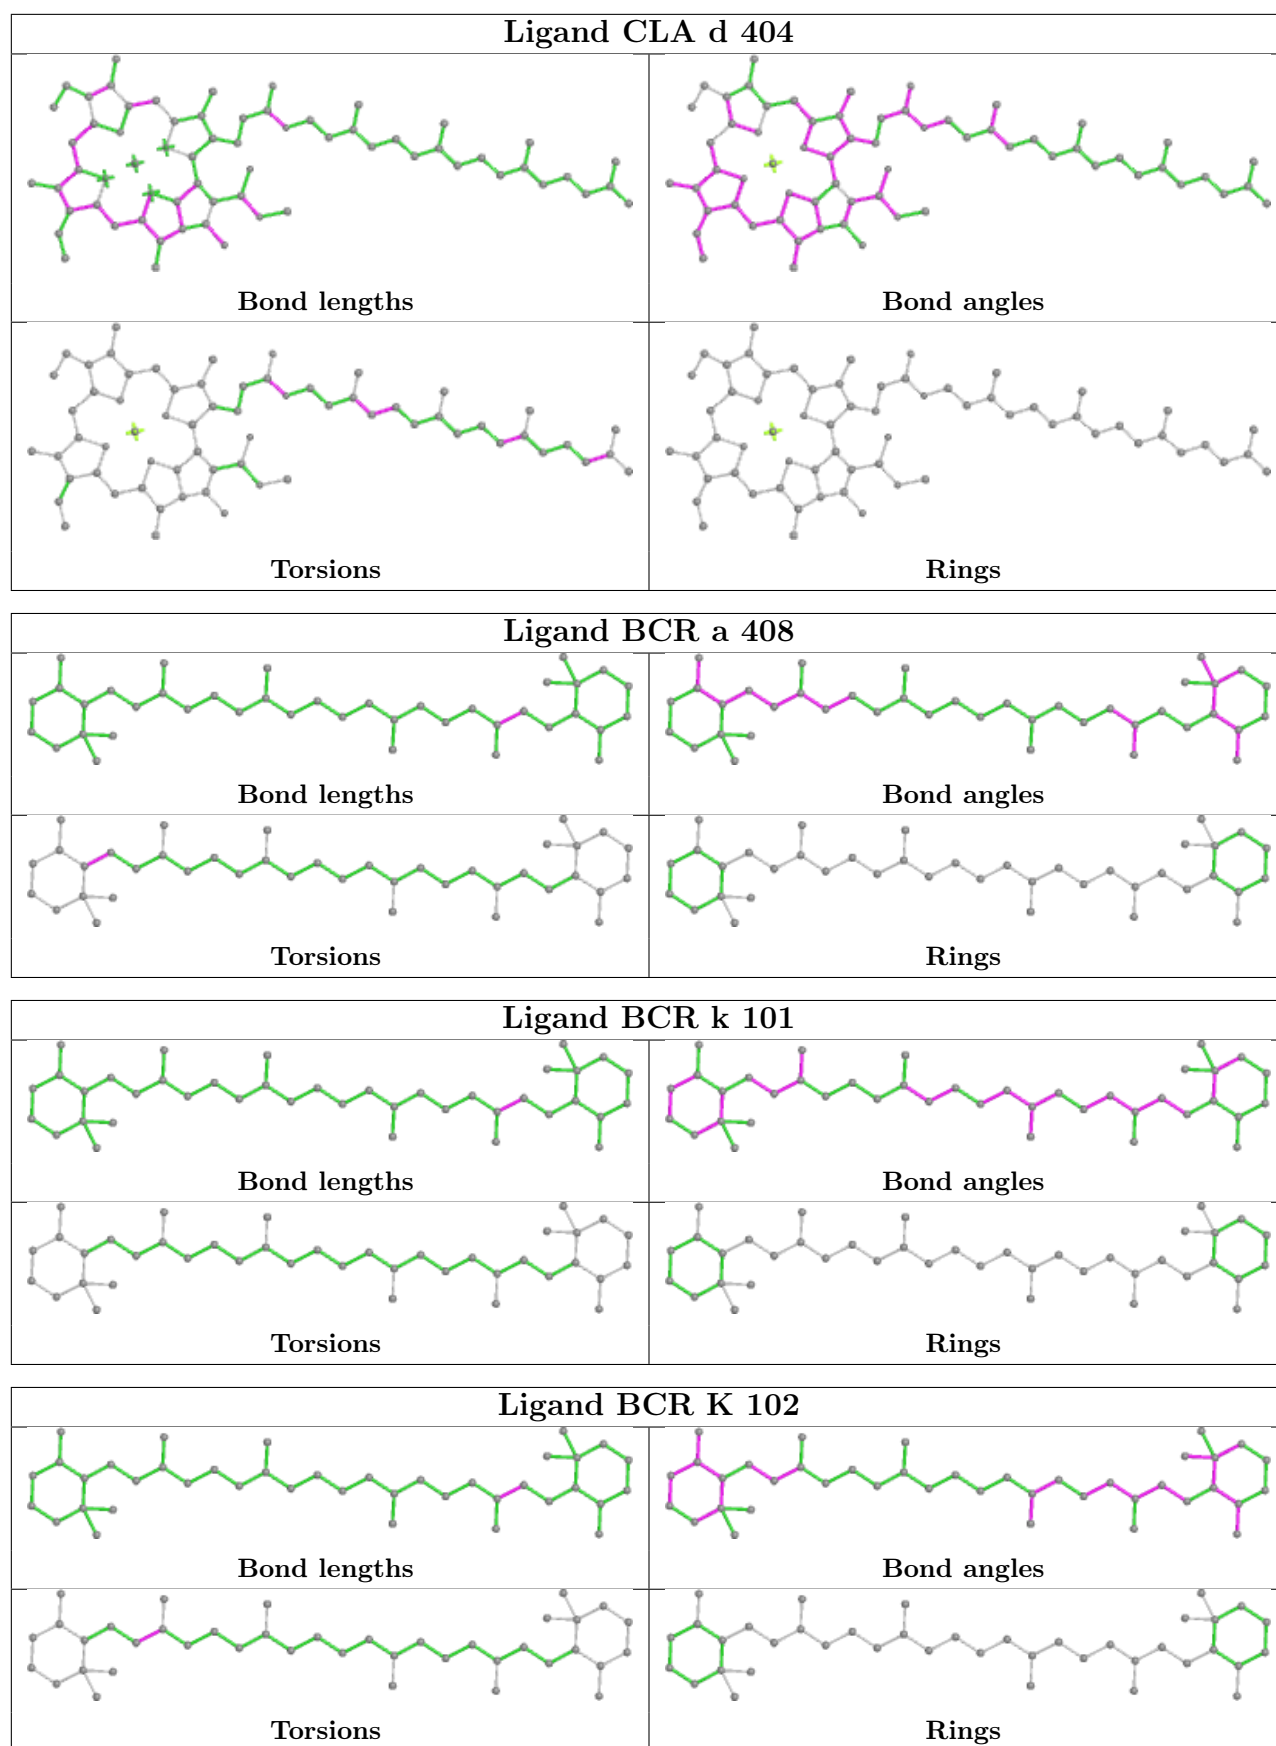 Ligand CLA d 404
Bond lengths
Bond angles
Torsions
Rings
Ligand BCR a 408
Bond lengths
Bond angles
Torsions
Rings
Ligand BCR k 101
Bond lengths
Bond angles
Torsions
Rings
Ligand BCR K 102
Bond lengths
Bond angles
Torsions
Rings